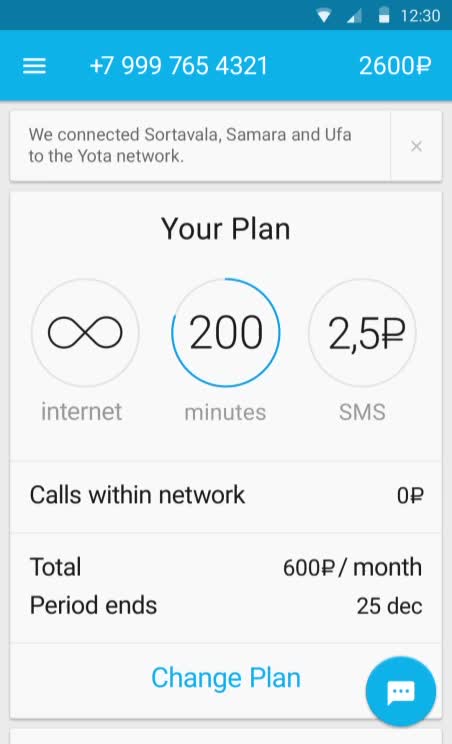 12:30
+7 999 765 4321 2600₽
We connected Sortavala, Samara and Ufa
to the Yota network.
Your Plan
∞ 200 2,5₽
internet minutes SMS
Calls within network 0₽
Total 600₽/ month
Period ends 25 dec
Change Plan